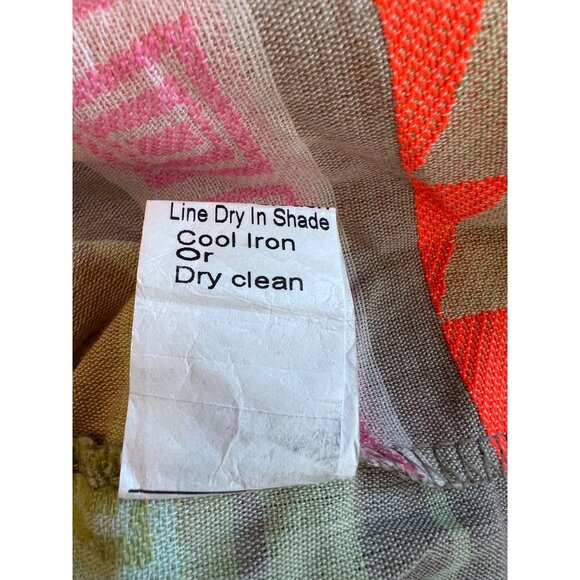 Line Dry In Shade
Cool Iron
Or
Dry clean